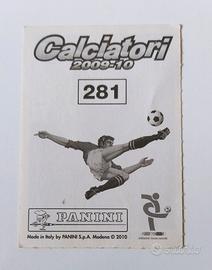 Calciatori
2009-10
281
PANINI
Made in Italy by PANINI S.p.A. Modena © 2010